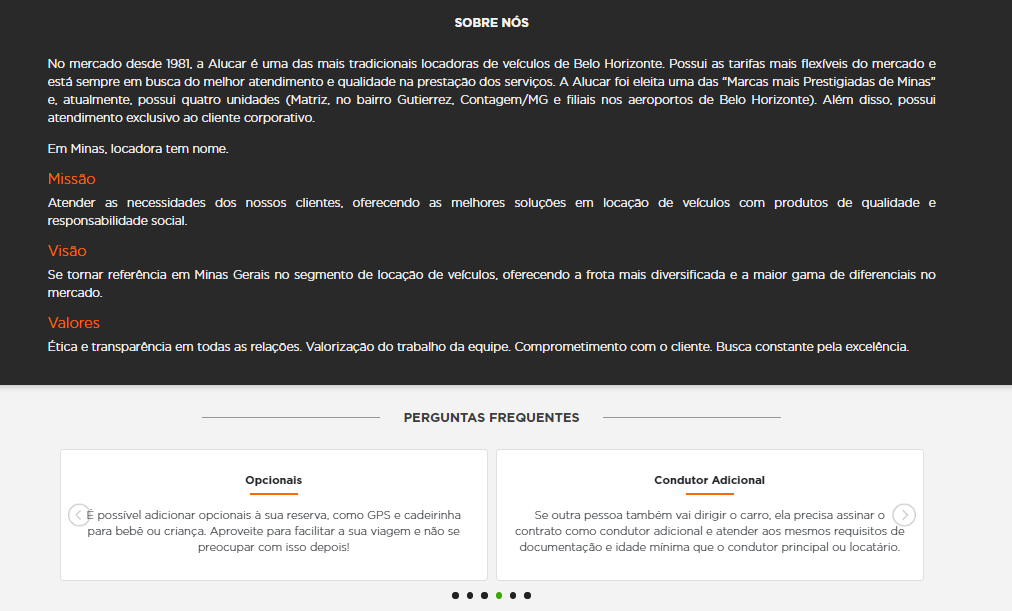 SOBRE NÓS
No mercado desde 1981, a Alucar é uma das mais tradicionais locadoras de veículos de Belo Horizonte. Possui as tarifas mais flexíveis do mercado e
está sempre em busca do melhor atendimento e qualidade na prestação dos serviços. A Alucar foi eleita uma das "Marcas mais Prestigiadas de Minas"
e, atualmente, possui quatro unidades (Matriz, no bairro Gutierrez, Contagem/MG e filiais nos aeroportos de Belo Horizonte). Além disso, possui
atendimento exclusivo ao cliente corporativo.
Em Minas, locadora tem nome.
Missão
Atender as necessidades dos nossos clientes, oferecendo as melhores soluções em locação de veículos com produtos de qualidade e
responsabilidade social.
Visão
Se tornar referência em Minas Gerais no segmento de locação de veículos, oferecendo a frota mais diversificada e a maior gama de diferenciais no
mercado.
Valores
Ética e transparência em todas as relações. Valorização do trabalho da equipe. Comprometimento com o cliente. Busca constante pela excelência.
PERGUNTAS FREQUENTES
Opcionais
É possível adicionar opcionais à sua reserva, como GPS e cadeirinha
para bebê ou criança. Aproveite para facilitar a sua viagem e não se
preocupar com isso depois!
Condutor Adicional
Se outra pessoa também vai dirigir o carro, ela precisa assinar o
contrato como condutor adicional e atender aos mesmos requisitos de
documentação e idade mínima que o condutor principal ou locatário.